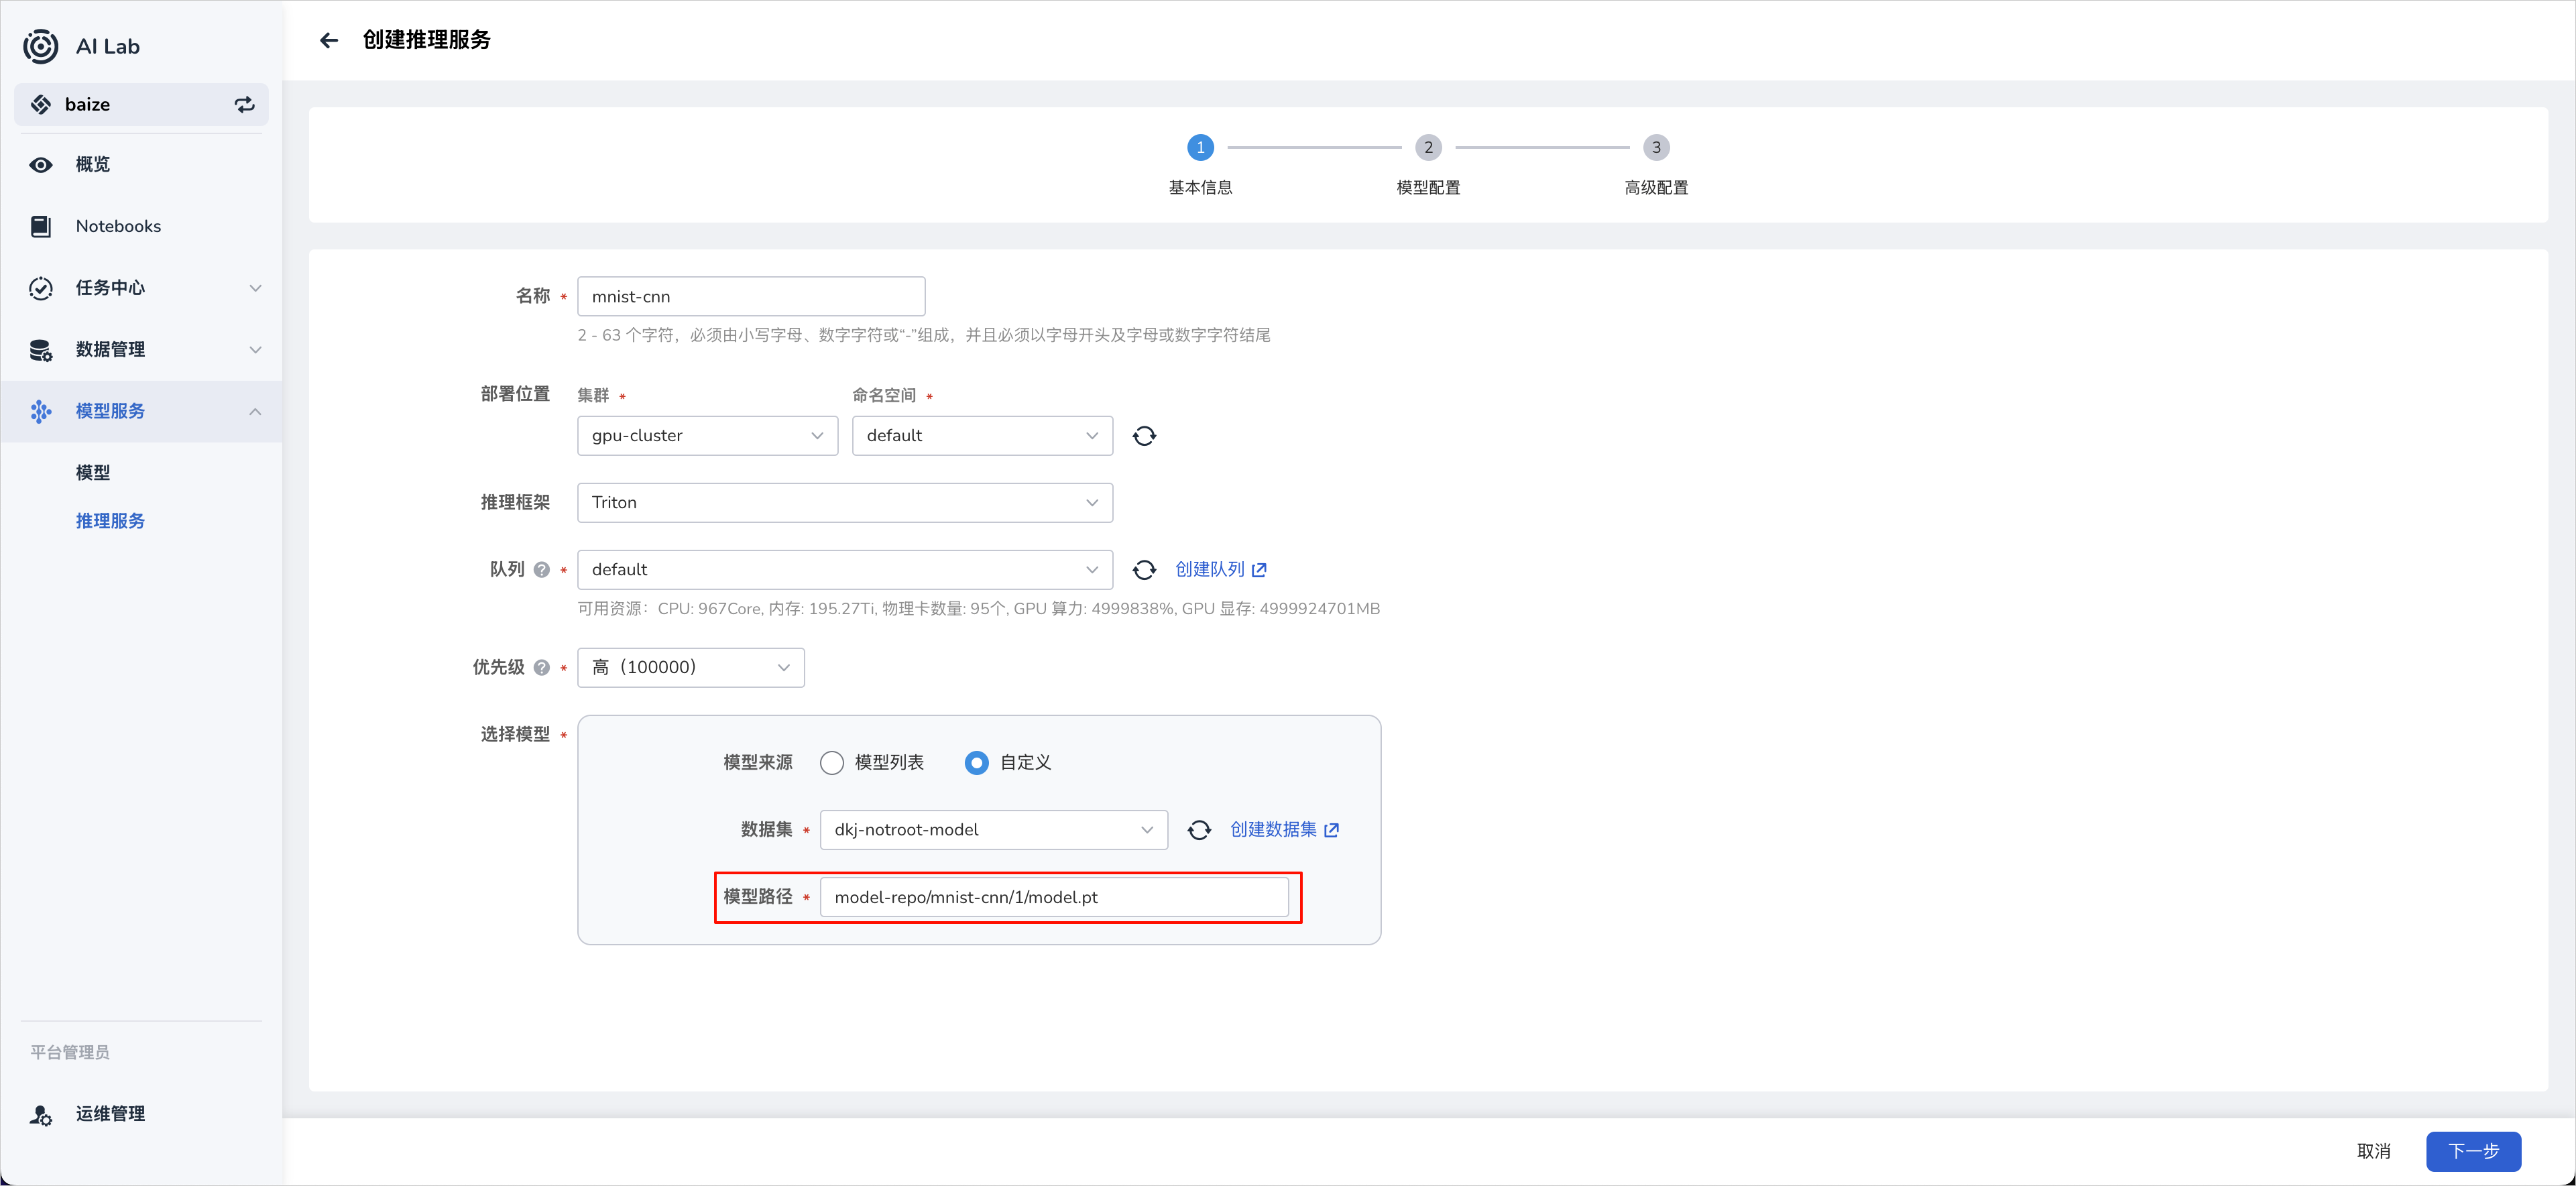 AI Lab
baize
概览
Notebooks
任务中心
数据管理
模型服务
模型
推理服务
平台管理员
运维管理
创建推理服务
1 2 3
基本信息 模型配置 高级配置
名称 * mnist-cnn
2 - 63 个字符，必须由小写字母、数字字符或“-”组成，并且必须以字母开头及字母或数字字符结尾
部署位置 集群 * 命名空间 *
gpu-cluster default
推理框架 Triton
队列 ? * default 创建队列
可用资源：CPU: 967Core, 内存: 195.27Ti, 物理卡数量: 95个, GPU 算力: 4999838%, GPU 显存: 4999924701MB
优先级 ? * 高（100000）
选择模型 *
模型来源 模型列表 自定义
数据集 * dkj-notroot-model 创建数据集
模型路径 * model-repo/mnist-cnn/1/model.pt
取消 下一步